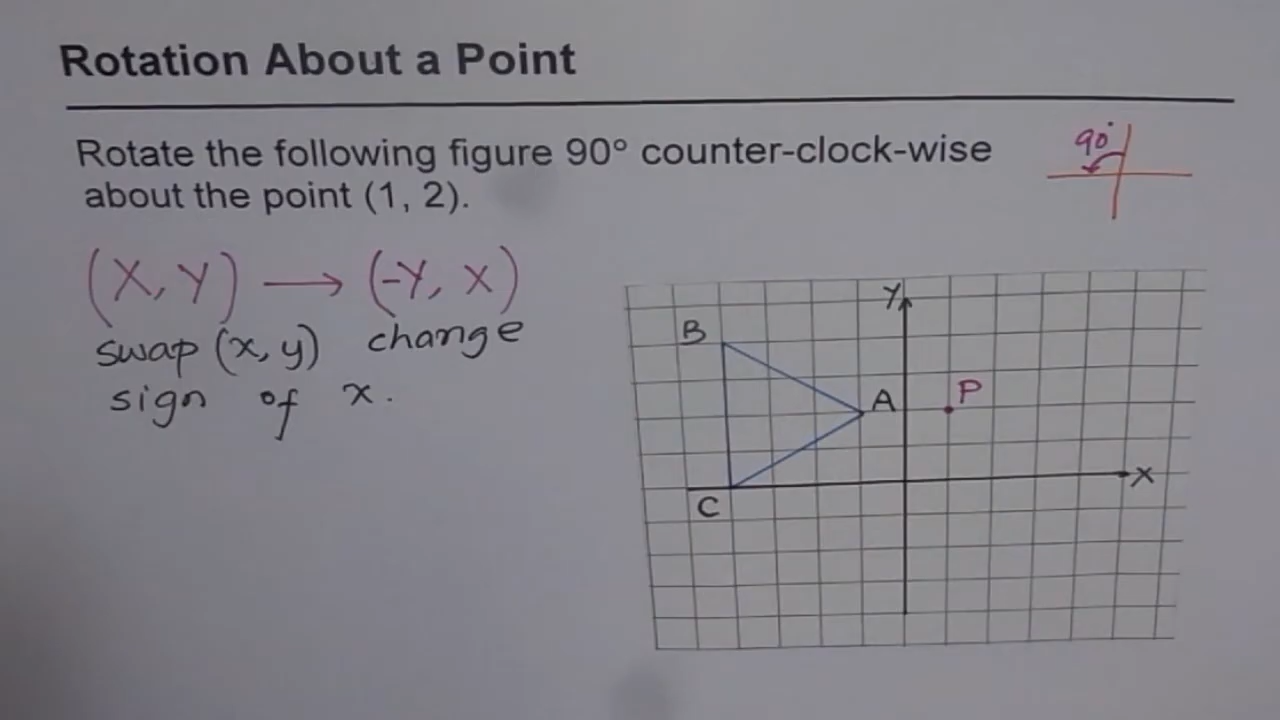 Rotation About a Point
Rotate the following figure 90° counter-clock-wise
about the point (1, 2).
90°
(X, Y) → (-Y, X)
swap (x, y) change
sign of x.
Y
B
A
P
X
C